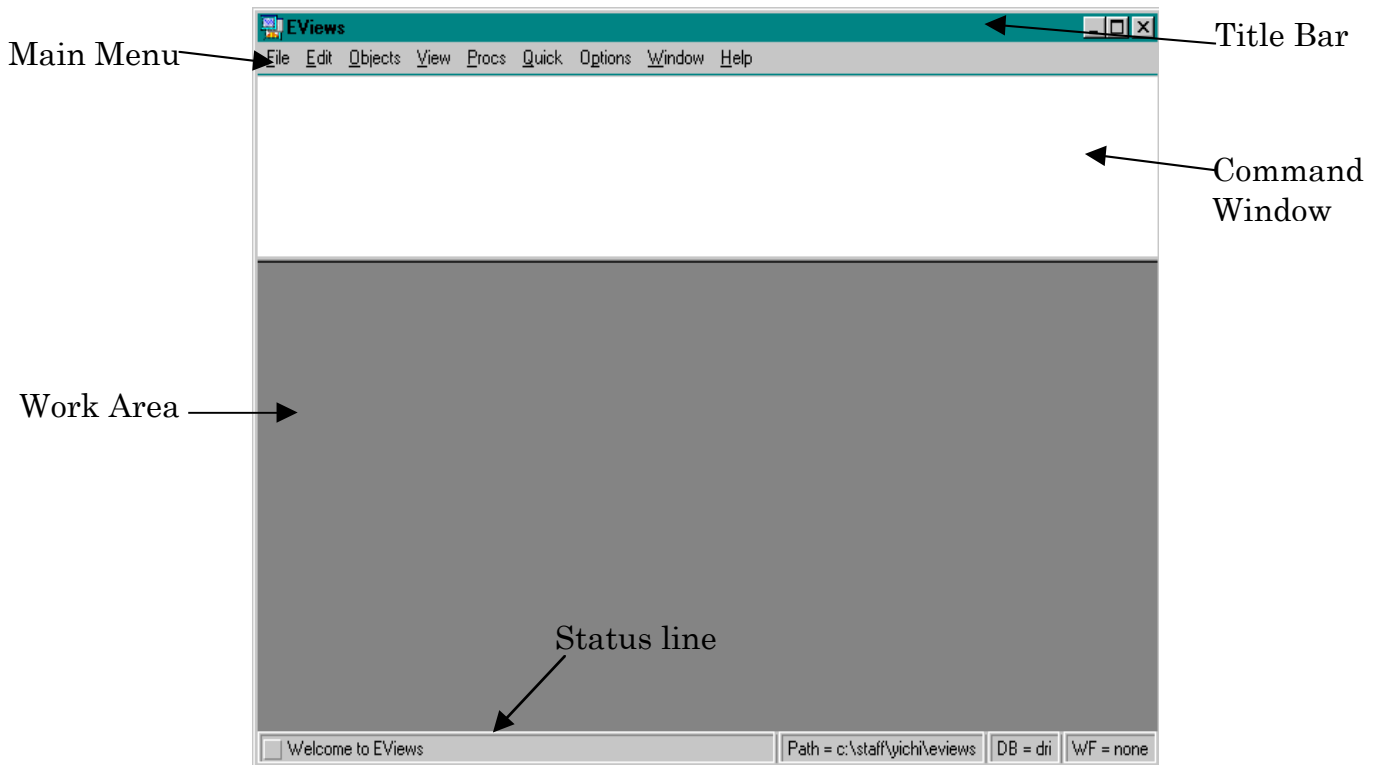 EViews
Title Bar
Main Menu
File Edit Objects View Procs Quick Options Window Help
Command
Window
Work Area
Status line
Welcome to EViews Path = c:\staff\yichi\eviews DB = dri WF = none